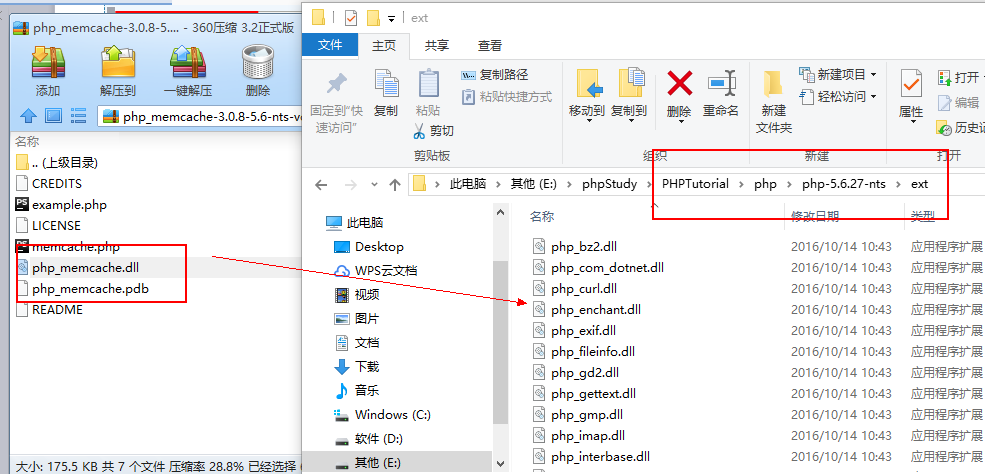 php_memcache-3.0.8-5.... - 360压缩 3.2正式版
添加
解压到
一键解压
删除
php_memcache-3.0.8-5.6-nts-v
名称
.. (上级目录)
CREDITS
example.php
LICENSE
memcache.php
php_memcache.dll
php_memcache.pdb
README
大小: 175.5 KB 共 7 个文件 压缩率 28.8% 已经选择
ext
文件
主页
共享
查看
固定到“快
速访问”
复制
粘贴
复制路径
粘贴快捷方式
剪切
移动到
复制到
删除
重命名
新建
文件夹
新建项目
轻松访问
属性
打开
编辑
历史记
剪贴板
组织
新建
打开
此电脑
其他 (E:)
phpStudy
PHPTutorial
php
php-5.6.27-nts
ext
此电脑
Desktop
WPS云文档
视频
图片
文档
下载
音乐
Windows (C:)
软件 (D:)
其他 (E:)
名称
修改日期
类型
php_bz2.dll 2016/10/14 10:43 应用程序扩展
php_com_dotnet.dll 2016/10/14 10:43 应用程序扩展
php_curl.dll 2016/10/14 10:43 应用程序扩展
php_enchant.dll 2016/10/14 10:43 应用程序扩展
php_exif.dll 2016/10/14 10:43 应用程序扩展
php_fileinfo.dll 2016/10/14 10:43 应用程序扩展
php_gd2.dll 2016/10/14 10:43 应用程序扩展
php_gettext.dll 2016/10/14 10:43 应用程序扩展
php_gmp.dll 2016/10/14 10:43 应用程序扩展
php_imap.dll 2016/10/14 10:43 应用程序扩展
php_interbase.dll 2016/10/14 10:43 应用程序扩展